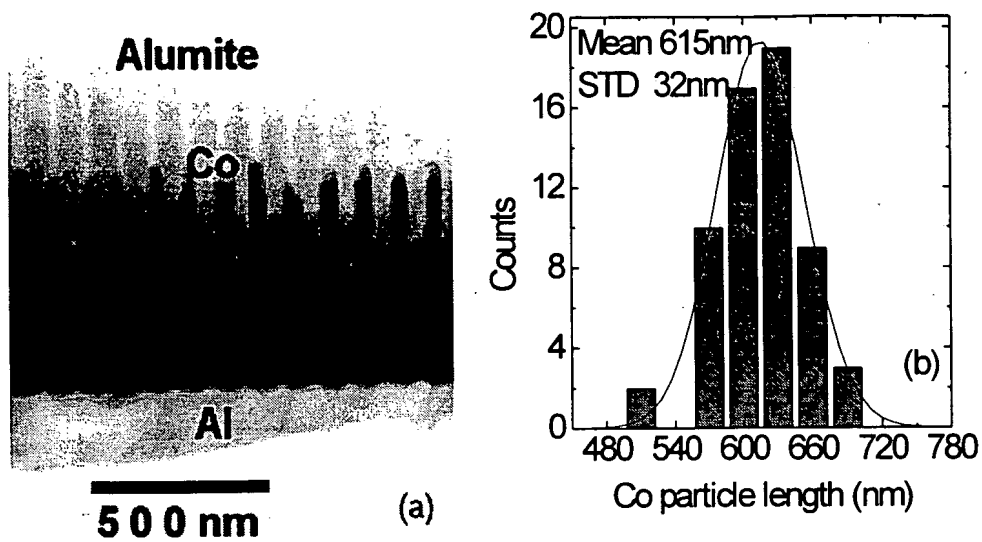 Alumite
Co
Al
500 nm
(a)
20
16
12
8
4
0
Counts
Mean 615nm
STD 32nm
(b)
480 540 600 660 720 780
Co particle length (nm)